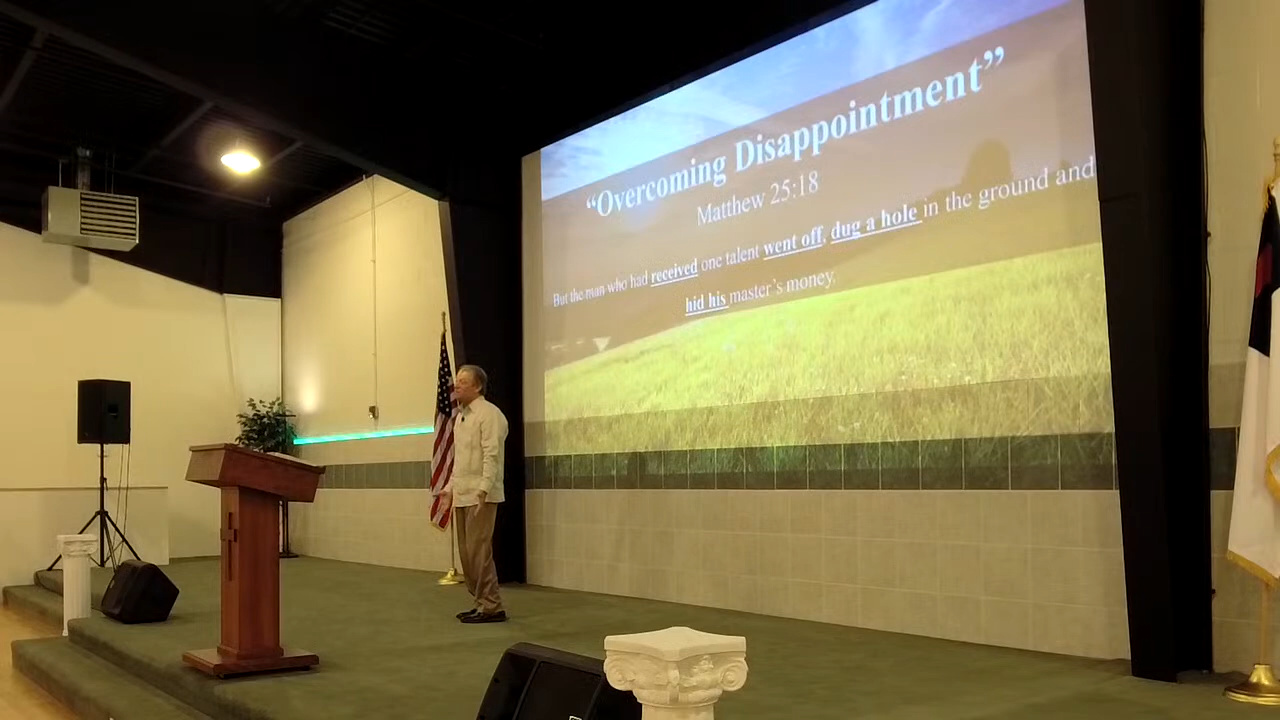 “Overcoming Disappointment”
Matthew 25:18
But the man who had received one talent went off, dug a hole in the ground and
hid his master’s money.